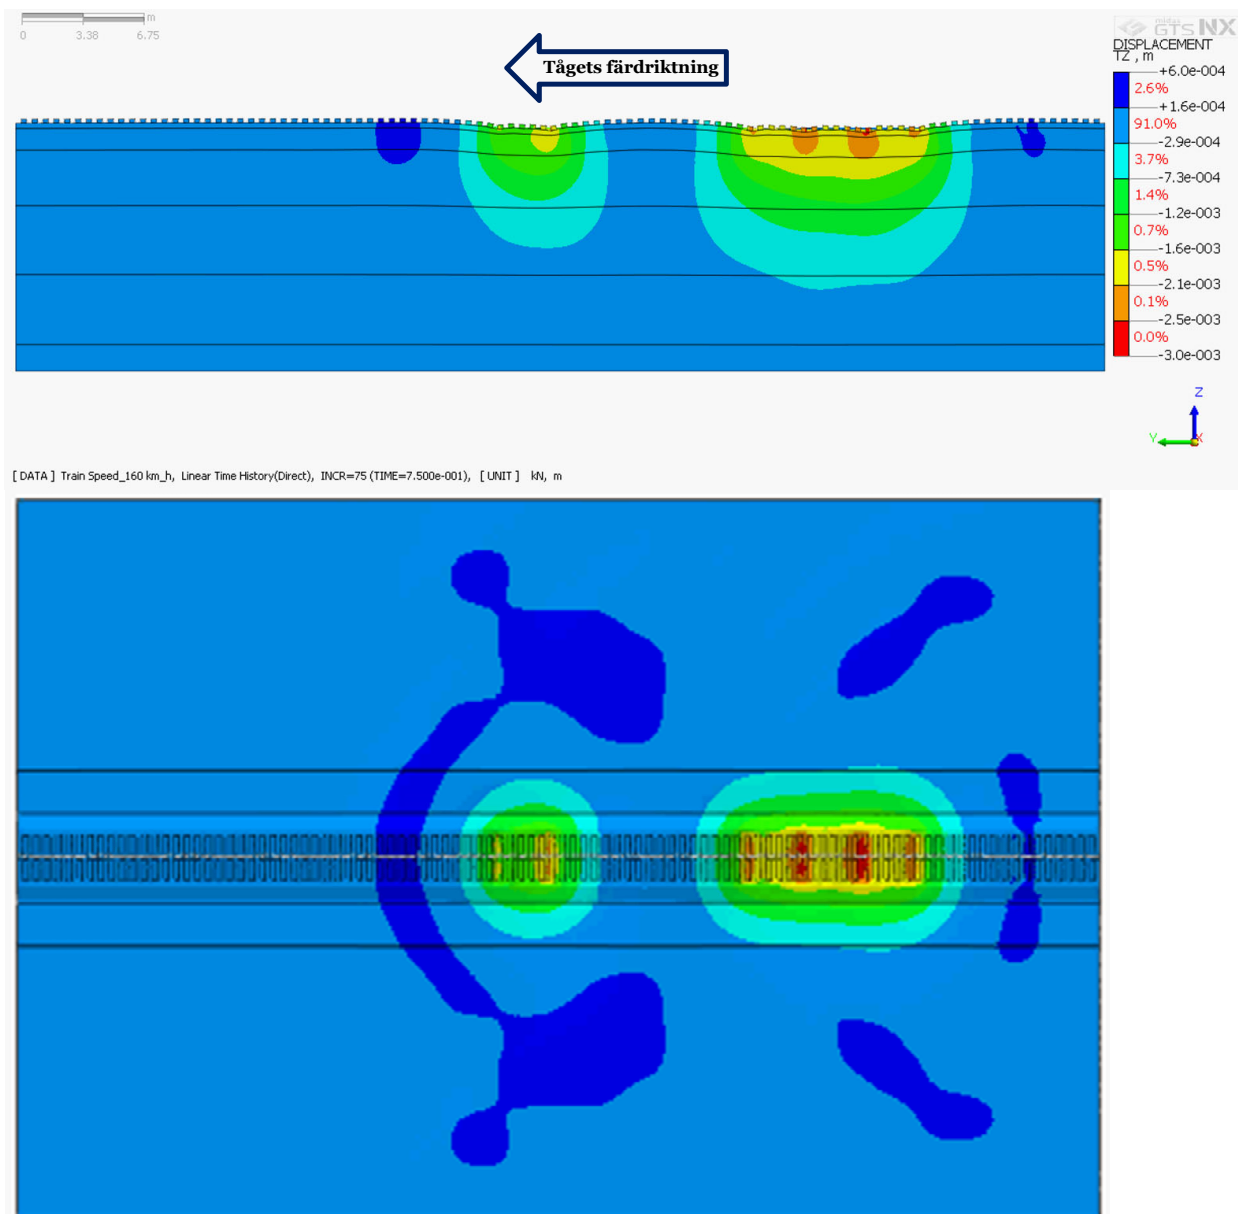 m
0 3.38 6.75
Tågets färdriktning
midas
GTS NX
DISPLACEMENT
TZ , m
+6.0e-004
2.6%
+1.6e-004
91.0%
-2.9e-004
3.7%
-7.3e-004
1.4%
-1.2e-003
0.7%
-1.6e-003
0.5%
-2.1e-003
0.1%
-2.5e-003
0.0%
-3.0e-003
Z
Y X
[ DATA ] Train Speed_160 km_h, Linear Time History(Direct), INCR=75 (TIME=7.500e-001), [ UNIT ] kN, m